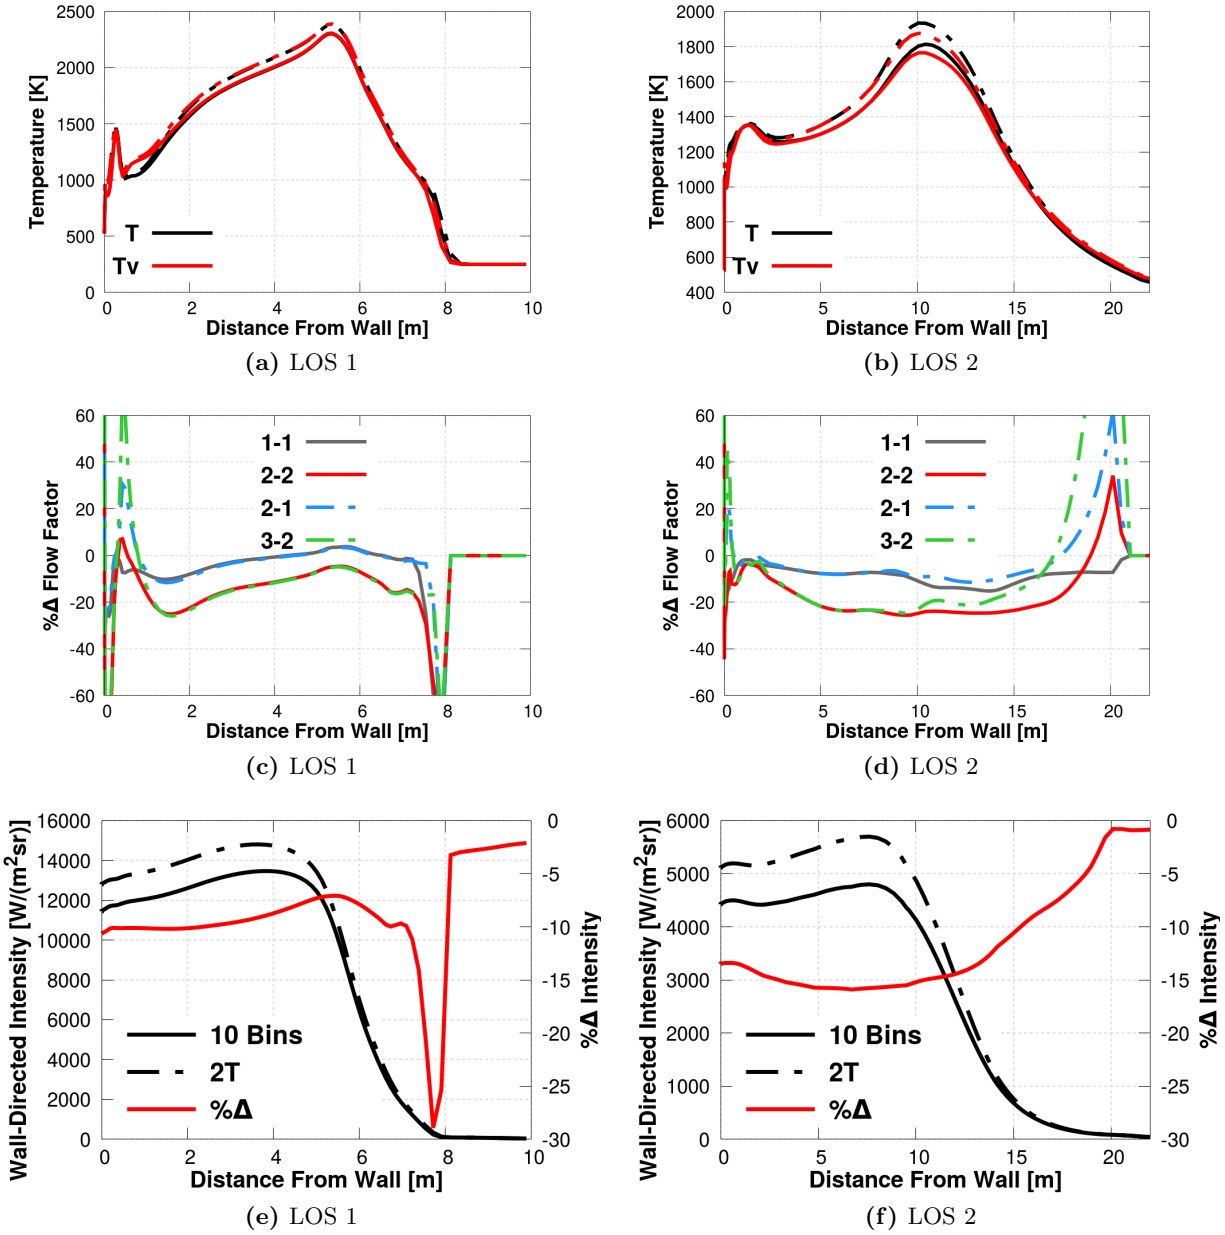 2500
2000
1500
1000
500
0
0 2 4 6 8 10
Temperature [K]
T
Tv
Distance From Wall [m]
(a) LOS 1
2000
1800
1600
1400
1200
1000
800
600
400
0 5 10 15 20
Temperature [K]
T
Tv
Distance From Wall [m]
(b) LOS 2
60
40
20
0
-20
-40
-60
0 2 4 6 8 10
%Δ Flow Factor
1-1
2-2
2-1
3-2
Distance From Wall [m]
(c) LOS 1
60
40
20
0
-20
-40
-60
0 5 10 15 20
%Δ Flow Factor
1-1
2-2
2-1
3-2
Distance From Wall [m]
(d) LOS 2
16000
14000
12000
10000
8000
6000
4000
2000
0
0 2 4 6 8 10
0
-5
-10
-15
-20
-25
-30
Wall-Directed Intensity [W/(m²sr)]
%Δ Intensity
10 Bins
2T
%Δ
Distance From Wall [m]
(e) LOS 1
6000
5000
4000
3000
2000
1000
0
0 5 10 15 20
0
-5
-10
-15
-20
-25
-30
Wall-Directed Intensity [W/(m²sr)]
%Δ Intensity
10 Bins
2T
%Δ
Distance From Wall [m]
(f) LOS 2